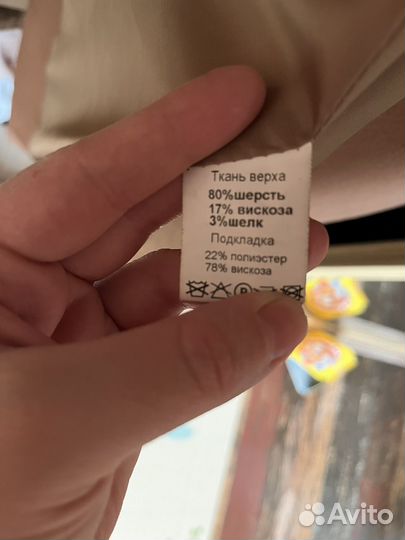 Ткань верха
80%шерсть
17% вискоза
3%шелк
Подкладка
22% полиэстер
78% вискоза
P
Avito